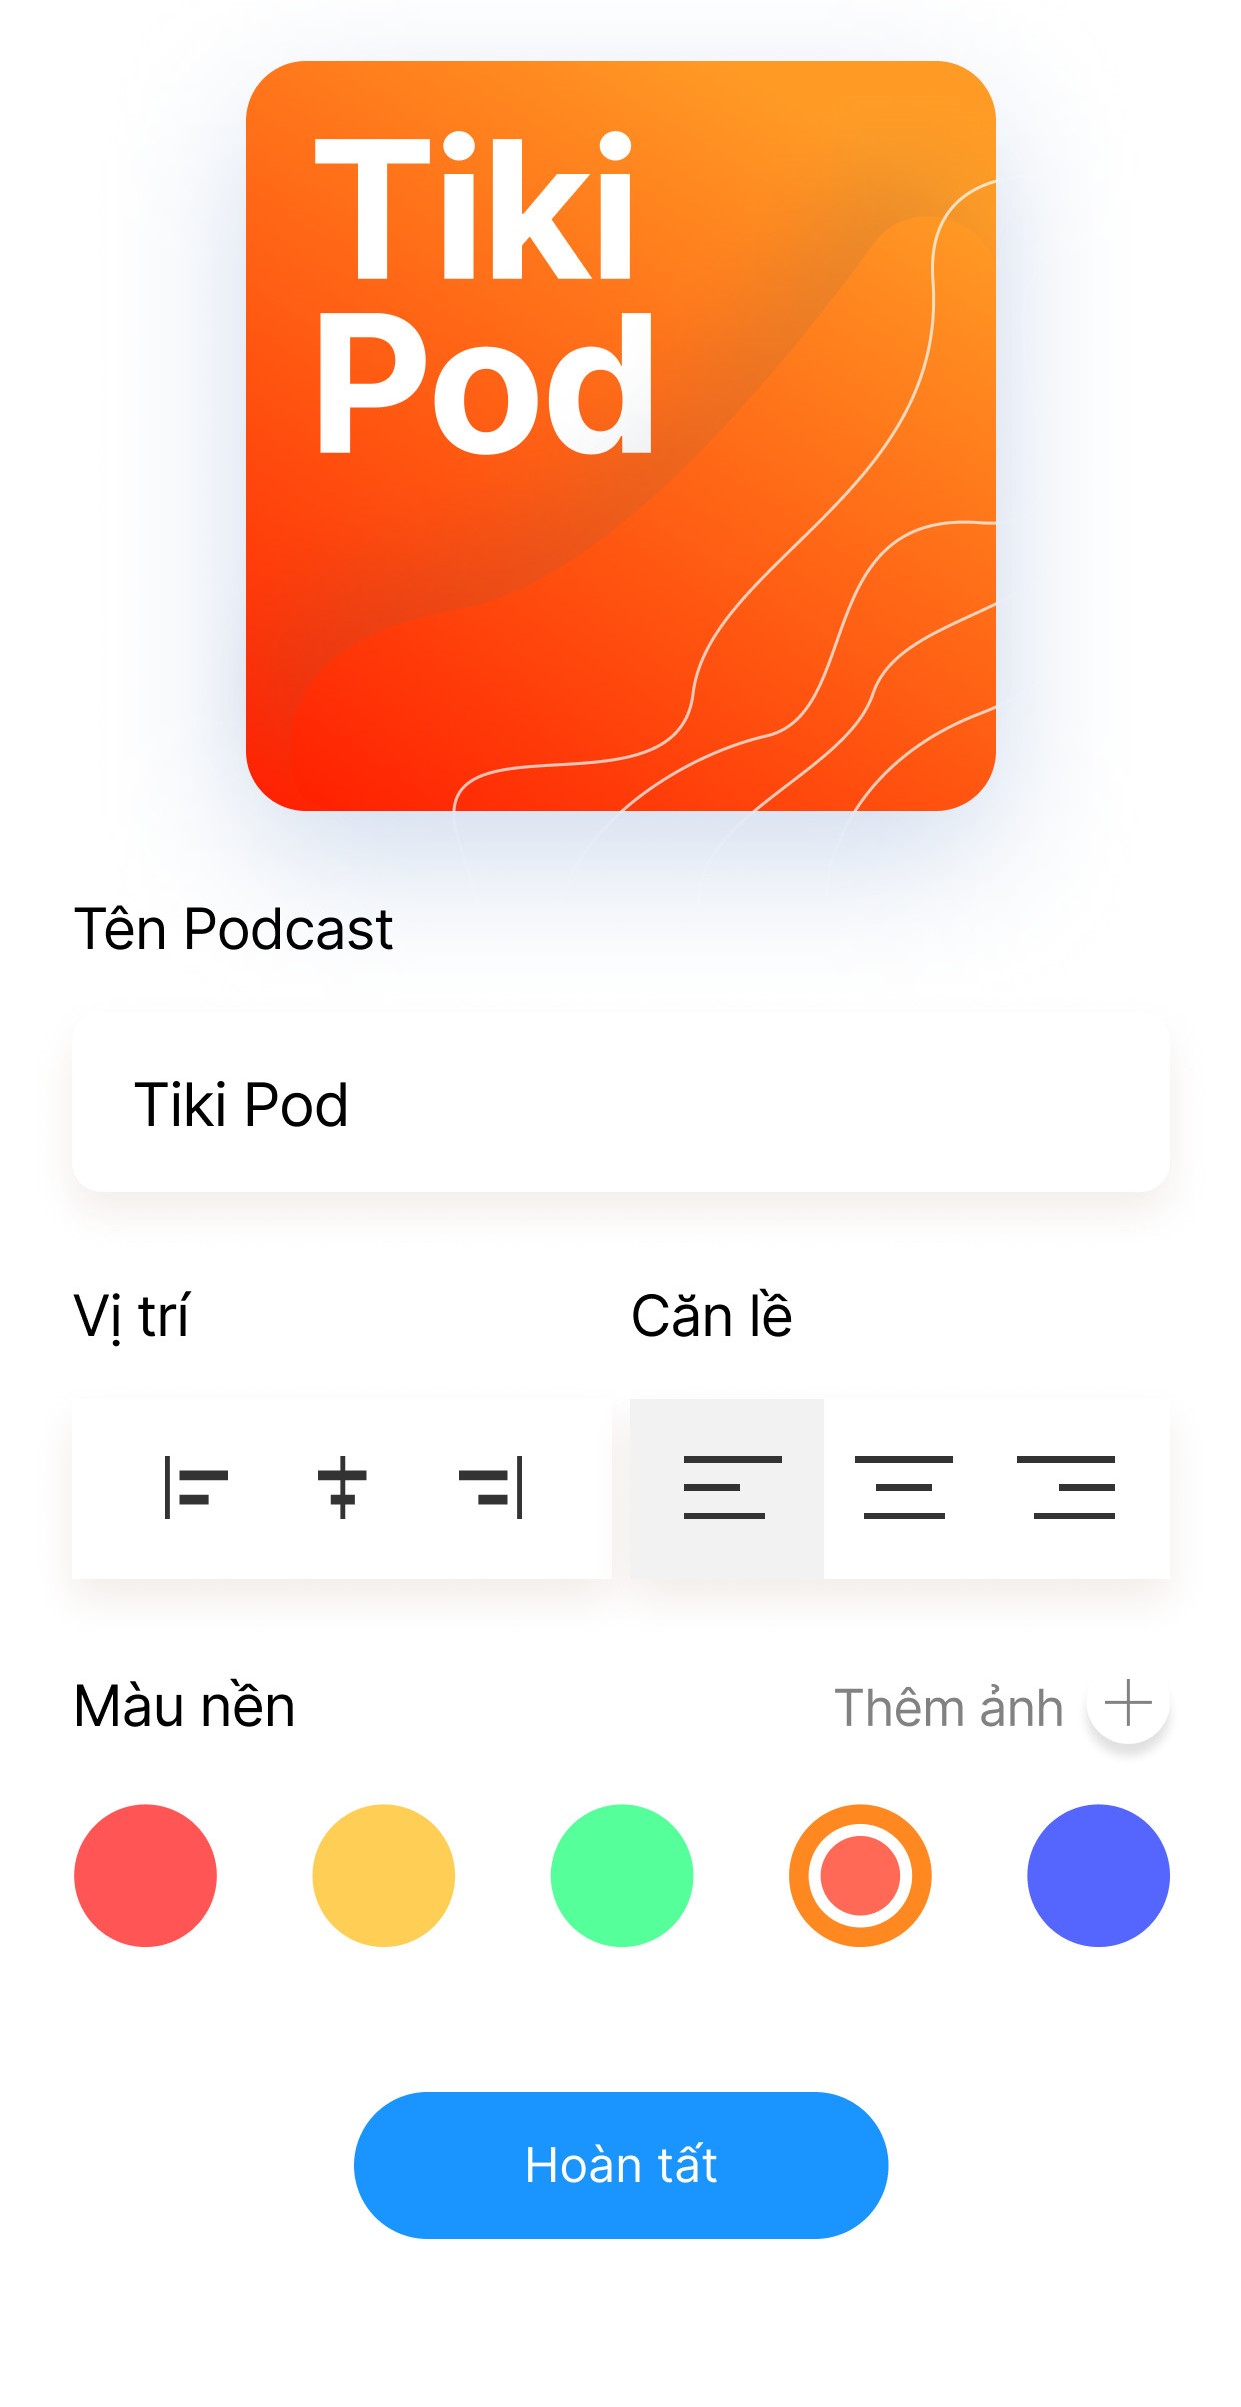 Tiki
Pod
Tên Podcast
Tiki Pod
Vị trí
Căn lề
Màu nền
Thêm ảnh
Hoàn tất